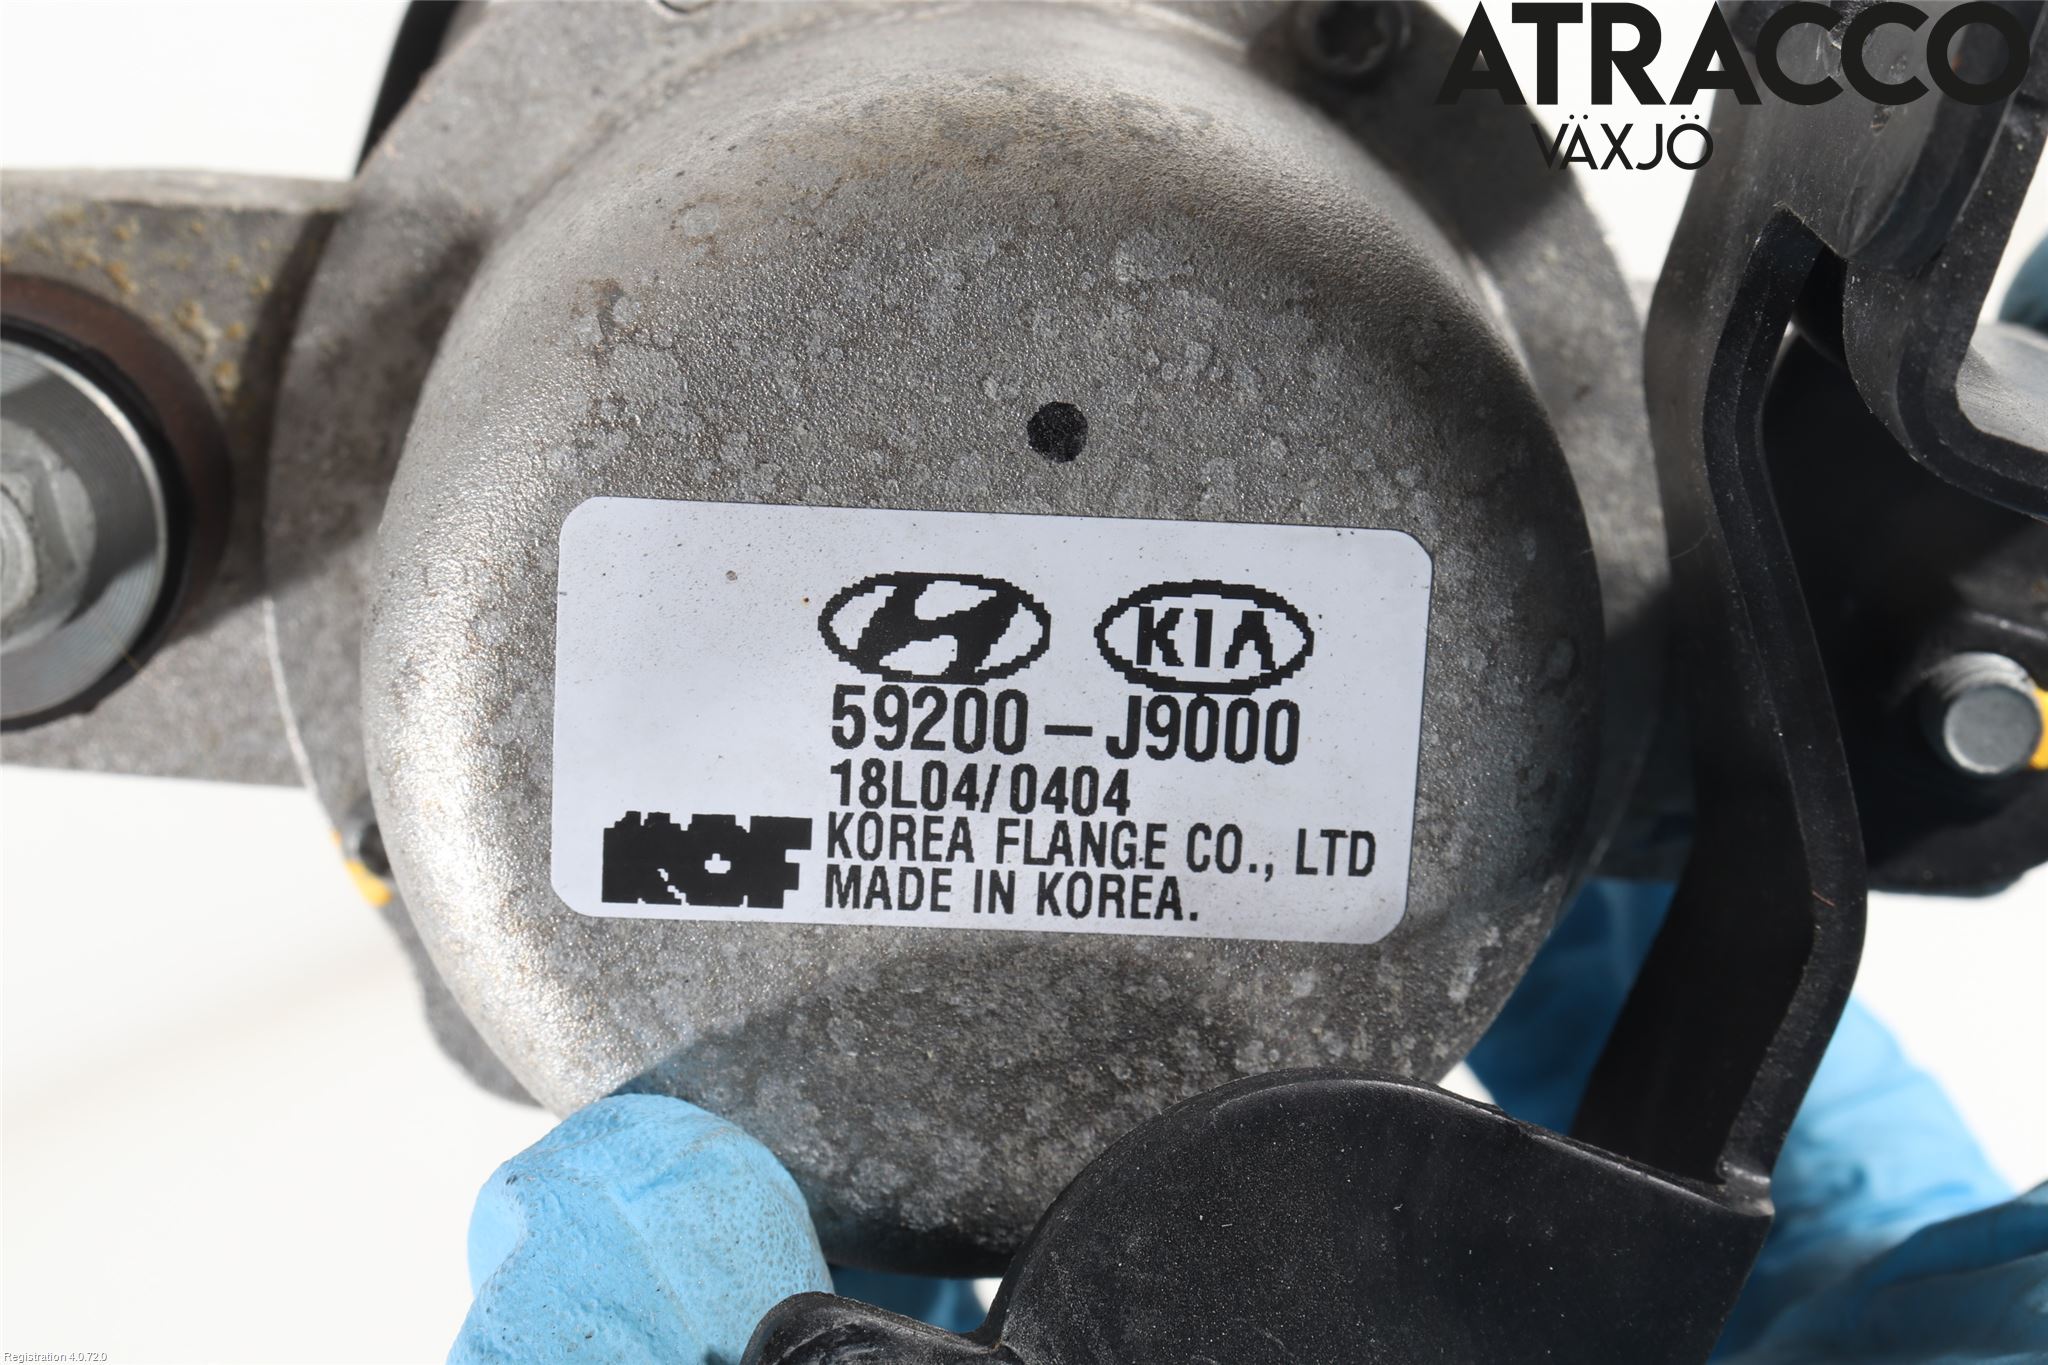 ATRACCO
VÄXJÖ
KIA
59200-J9000
18L04/0404
KOF KOREA FLANGE CO., LTD
MADE IN KOREA.
Registration 4.0.72.0